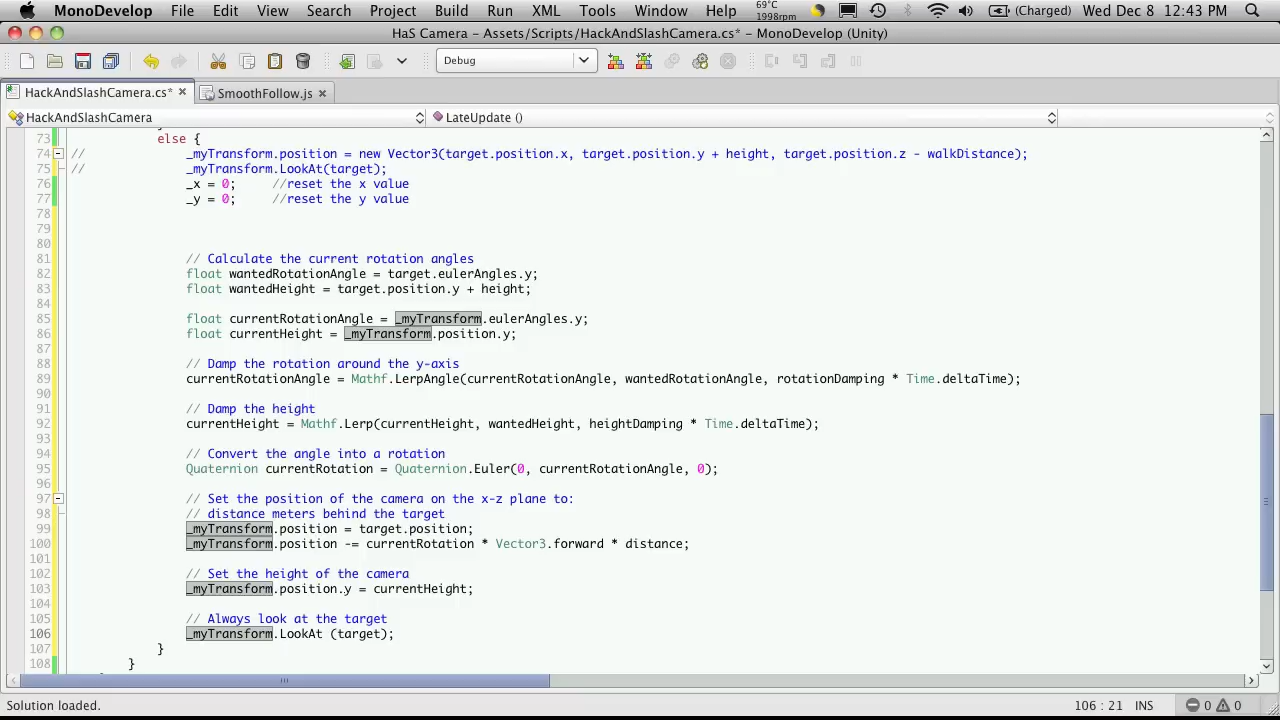 MonoDevelop File Edit View Search Project Build Run XML Tools Window Help 69°C 1998rpm (Charged) Wed Dec 8 12:43 PM
HaS Camera - Assets/Scripts/HackAndSlashCamera.cs* - MonoDevelop (Unity)
Debug
HackAndSlashCamera.cs* × SmoothFollow.js ×
HackAndSlashCamera LateUpdate ()
73 else {
74 // _myTransform.position = new Vector3(target.position.x, target.position.y + height, target.position.z - walkDistance);
75 // _myTransform.LookAt(target);
76 _x = 0; //reset the x value
77 _y = 0; //reset the y value
78
79
80
81 // Calculate the current rotation angles
82 float wantedRotationAngle = target.eulerAngles.y;
83 float wantedHeight = target.position.y + height;
84
85 float currentRotationAngle = _myTransform.eulerAngles.y;
86 float currentHeight = _myTransform.position.y;
87
88 // Damp the rotation around the y-axis
89 currentRotationAngle = Mathf.LerpAngle(currentRotationAngle, wantedRotationAngle, rotationDamping * Time.deltaTime);
90
91 // Damp the height
92 currentHeight = Mathf.Lerp(currentHeight, wantedHeight, heightDamping * Time.deltaTime);
93
94 // Convert the angle into a rotation
95 Quaternion currentRotation = Quaternion.Euler(0, currentRotationAngle, 0);
96
97 // Set the position of the camera on the x-z plane to:
98 // distance meters behind the target
99 _myTransform.position = target.position;
100 _myTransform.position -= currentRotation * Vector3.forward * distance;
101
102 // Set the height of the camera
103 _myTransform.position.y = currentHeight;
104
105 // Always look at the target
106 _myTransform.LookAt (target);
107 }
108 }
Solution loaded. 106 : 21 INS 0 0